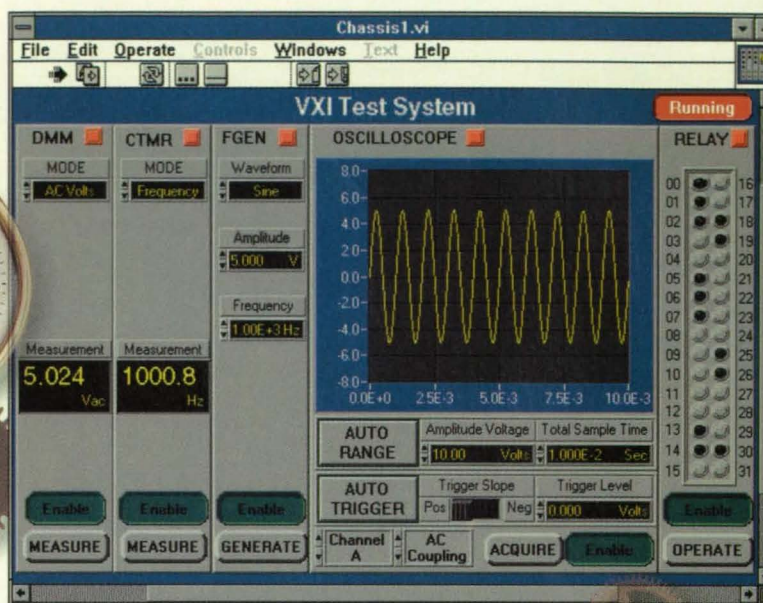 Chassis1.vi
File Edit Operate Controls Windows Text Help
VXI Test System
Running
DMM
MODE
AC Volts
Measurement
5.024
Vac
Enable
MEASURE
CTMR
MODE
Frequency
Measurement
1000.8
Hz
Enable
MEASURE
FGEN
Waveform
Sine
Amplitude
5.000 V
Frequency
1.00E+3 Hz
Enable
GENERATE
OSCILLOSCOPE
8.0
6.0
4.0
2.0
0.0
-2.0
-4.0
-6.0
-8.0
0.0E+0 2.5E-3 5.0E-3 7.5E-3 10.0E-3
AUTO
RANGE
Amplitude Voltage
10.00 Volts
Total Sample Time
1.000E-2 Sec
AUTO
TRIGGER
Trigger Slope
Pos Neg
Trigger Level
0.000 Volts
Channel
A
AC
Coupling
ACQUIRE
Enable
RELAY
00 16
01 17
02 18
03 19
04 20
05 21
06 22
07 23
08 24
09 25
10 26
11 27
12 28
13 29
14 30
15 31
Enable
OPERATE